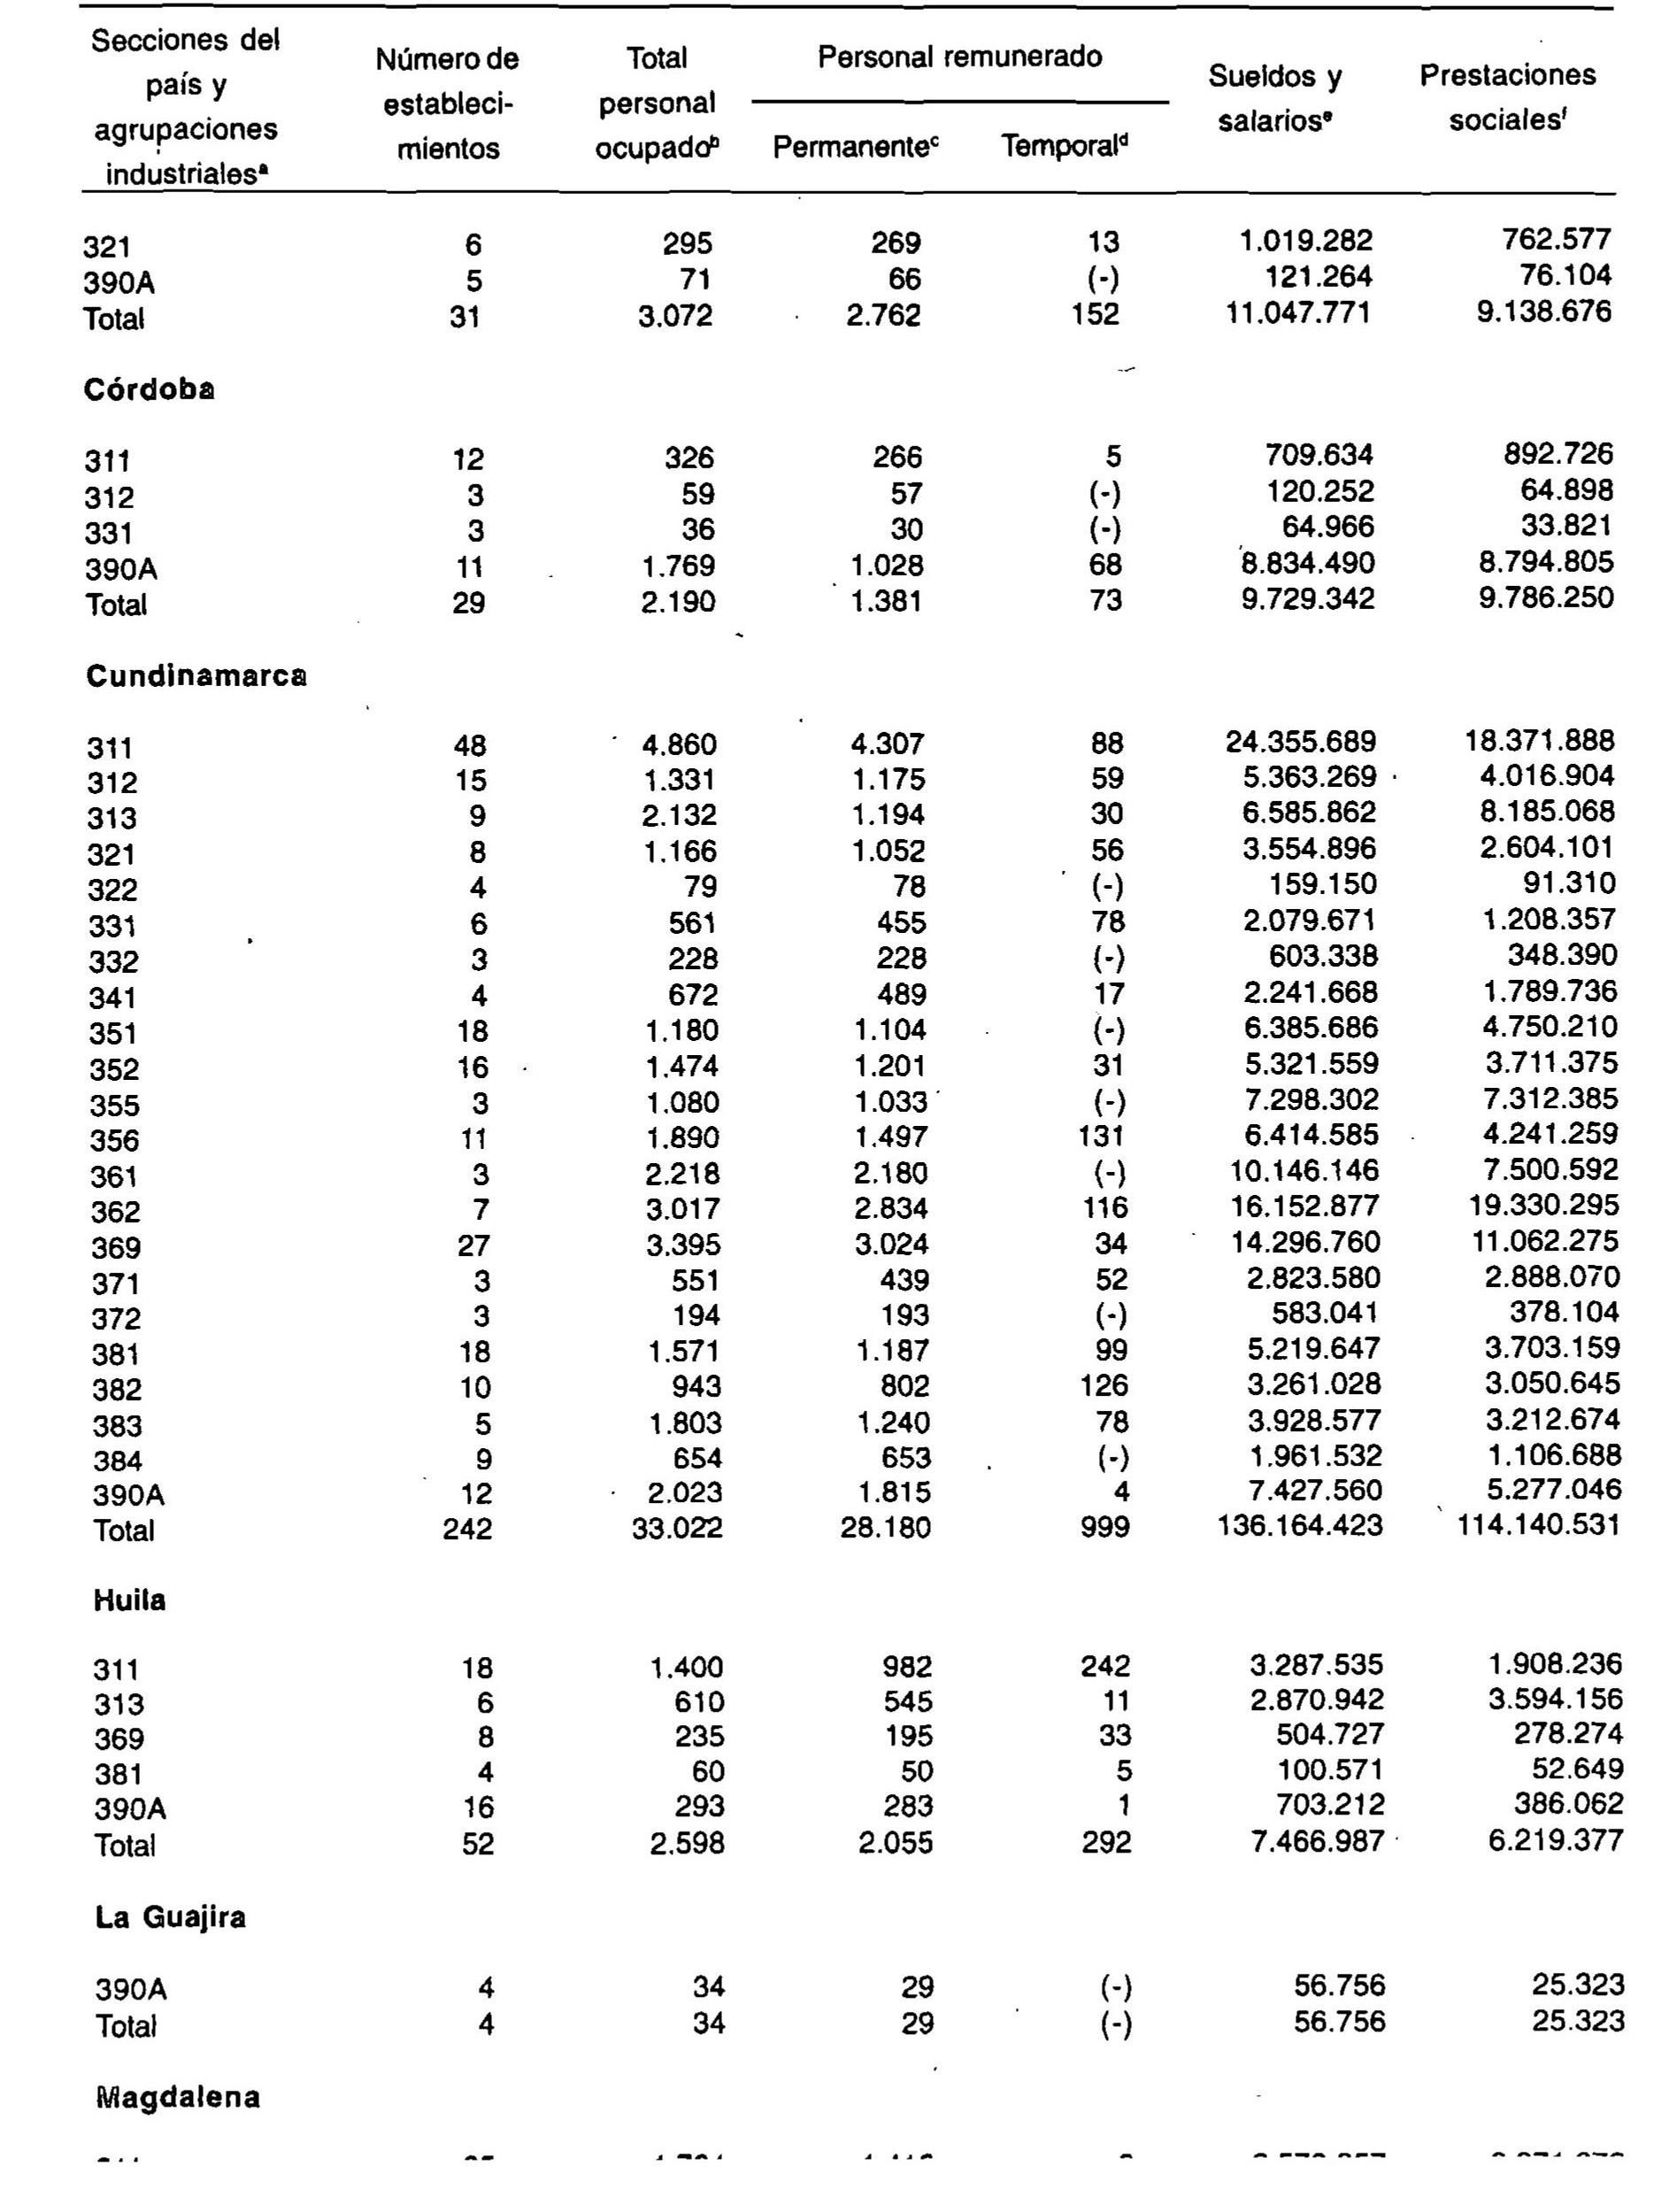 Secciones del país y agrupaciones industrialesª Número de estableci-mientos Total personal ocupadoᵇ Personal remunerado Permanenteᶜ Temporalᵈ Sueldos y salariosᵉ Prestaciones socialesᶠ
321 6 295 269 13 1.019.282 762.577
390A 5 71 66 (-) 121.264 76.104
Total 31 3.072 2.762 152 11.047.771 9.138.676
Córdoba
311 12 326 266 5 709.634 892.726
312 3 59 57 (-) 120.252 64.898
331 3 36 30 (-) 64.966 33.821
390A 11 1.769 1.028 68 8.834.490 8.794.805
Total 29 2.190 1.381 73 9.729.342 9.786.250
Cundinamarca
311 48 4.860 4.307 88 24.355.689 18.371.888
312 15 1.331 1.175 59 5.363.269 4.016.904
313 9 2.132 1.194 30 6.585.862 8.185.068
321 8 1.166 1.052 56 3.554.896 2.604.101
322 4 79 78 (-) 159.150 91.310
331 6 561 455 78 2.079.671 1.208.357
332 3 228 228 (-) 603.338 348.390
341 4 672 489 17 2.241.668 1.789.736
351 18 1.180 1.104 (-) 6.385.686 4.750.210
352 16 1.474 1.201 31 5.321.559 3.711.375
355 3 1.080 1.033 (-) 7.298.302 7.312.385
356 11 1.890 1.497 131 6.414.585 4.241.259
361 3 2.218 2.180 (-) 10.146.146 7.500.592
362 7 3.017 2.834 116 16.152.877 19.330.295
369 27 3.395 3.024 34 14.296.760 11.062.275
371 3 551 439 52 2.823.580 2.888.070
372 3 194 193 (-) 583.041 378.104
381 18 1.571 1.187 99 5.219.647 3.703.159
382 10 943 802 126 3.261.028 3.050.645
383 5 1.803 1.240 78 3.928.577 3.212.674
384 9 654 653 (-) 1.961.532 1.106.688
390A 12 2.023 1.815 4 7.427.560 5.277.046
Total 242 33.022 28.180 999 136.164.423 114.140.531
Huila
311 18 1.400 982 242 3.287.535 1.908.236
313 6 610 545 11 2.870.942 3.594.156
369 8 235 195 33 504.727 278.274
381 4 60 50 5 100.571 52.649
390A 16 293 283 1 703.212 386.062
Total 52 2.598 2.055 292 7.466.987 6.219.377
La Guajira
390A 4 34 29 (-) 56.756 25.323
Total 4 34 29 (-) 56.756 25.323
Magdalena